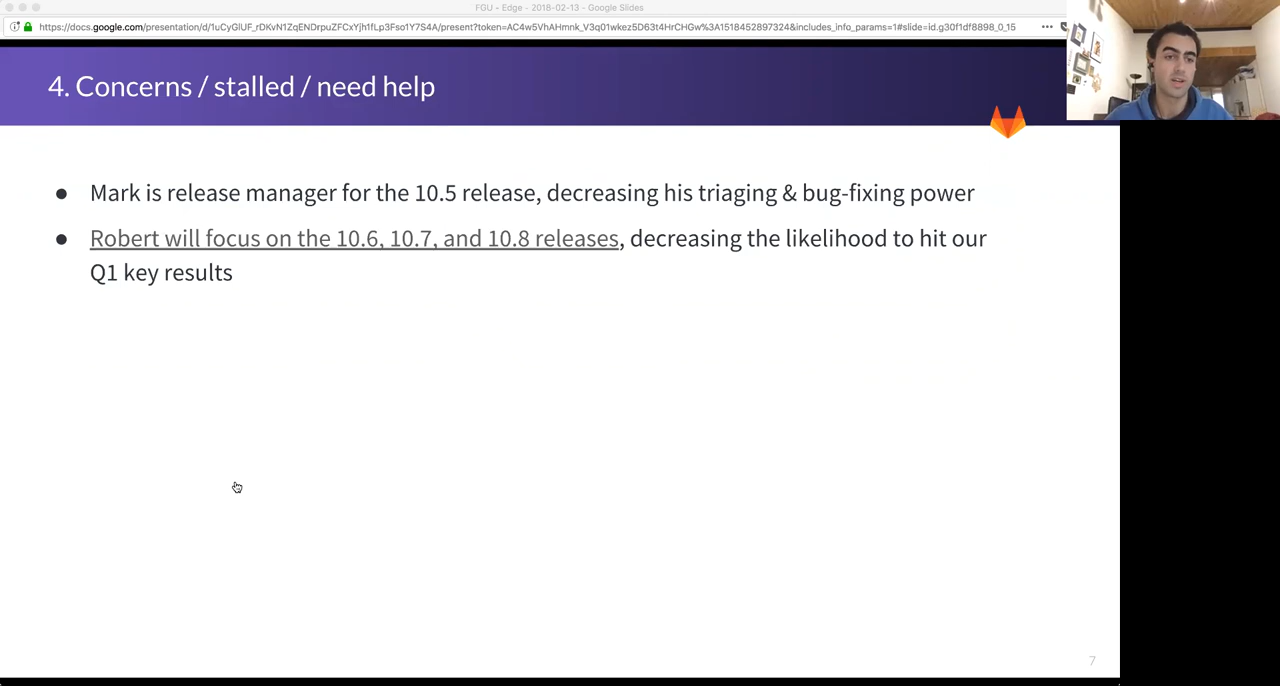 FGU - Edge - 2018-02-13 - Google Slides
https://docs.google.com/presentation/d/1uCyGlUF_rDKvN1ZqENDrpuZFCxYjh1fLp3Fso1Y7S4A/present?token=AC4w5VhAHmnk_V3q01wkez5D63t4HrCHGw%3A1518452897324&includes_info_params=1#slide=id.g30f1df8898_0_15
4. Concerns / stalled / need help
● Mark is release manager for the 10.5 release, decreasing his triaging & bug-fixing power
● Robert will focus on the 10.6, 10.7, and 10.8 releases, decreasing the likelihood to hit our
Q1 key results
7